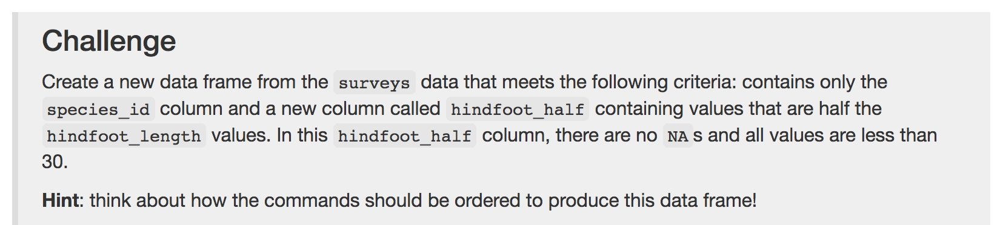 Challenge
Create a new data frame from the surveys data that meets the following criteria: contains only the
species_id column and a new column called hindfoot_half containing values that are half the
hindfoot_length values. In this hindfoot_half column, there are no NA s and all values are less than
30.
Hint: think about how the commands should be ordered to produce this data frame!